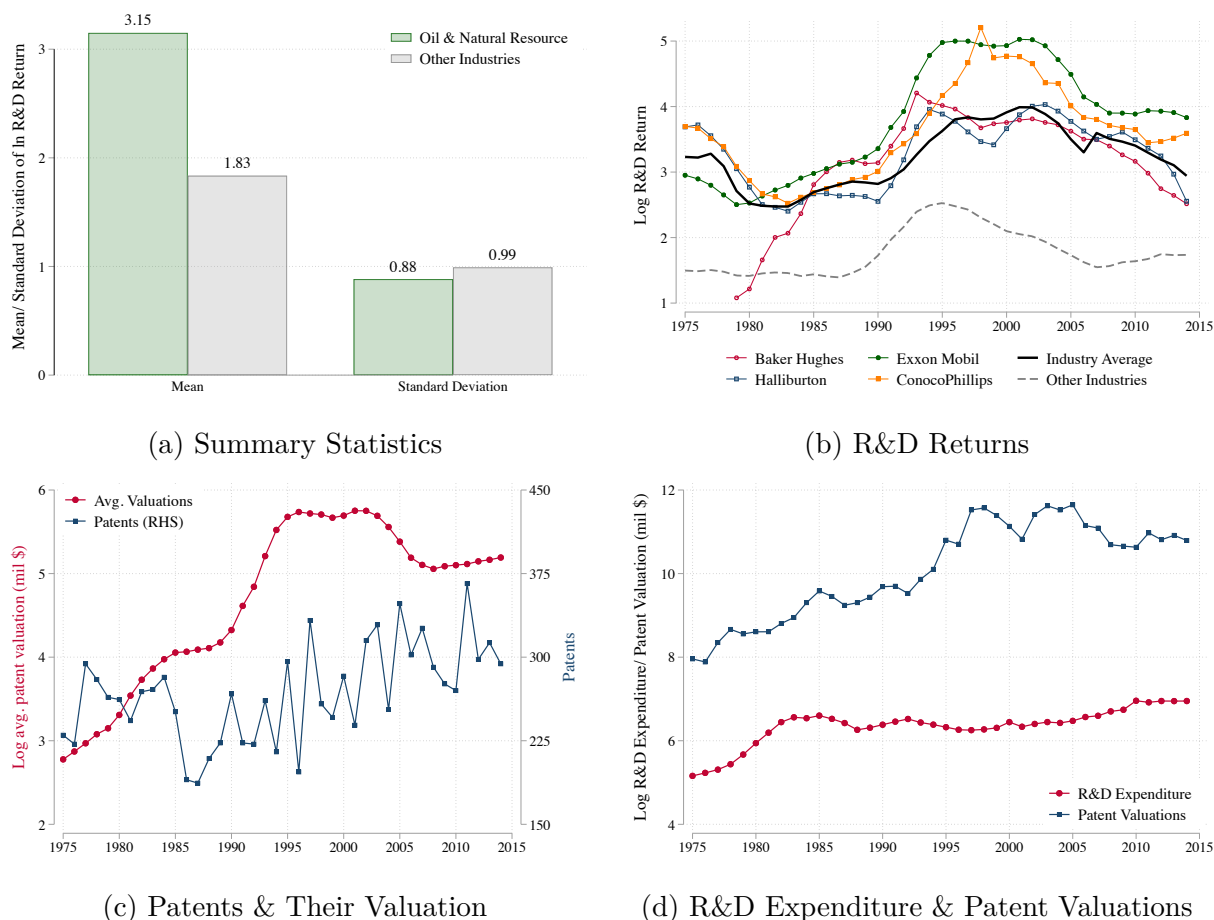 Mean/ Standard Deviation of ln R&D Return
3
2
1
0
3.15
1.83
0.88
0.99
Mean
Standard Deviation
Oil & Natural Resource
Other Industries
(a) Summary Statistics
Log R&D Return
5
4
3
2
1
1975 1980 1985 1990 1995 2000 2005 2010 2015
Baker Hughes
Exxon Mobil
Industry Average
Halliburton
ConocoPhillips
Other Industries
(b) R&D Returns
Log avg. patent valuation (mil $)
6
5
4
3
2
Avg. Valuations
Patents (RHS)
450
375
300
225
150
Patents
1975 1980 1985 1990 1995 2000 2005 2010 2015
(c) Patents & Their Valuation
Log R&D Expenditure/ Patent Valuation (mil $)
12
10
8
6
4
R&D Expenditure
Patent Valuations
1975 1980 1985 1990 1995 2000 2005 2010 2015
(d) R&D Expenditure & Patent Valuations